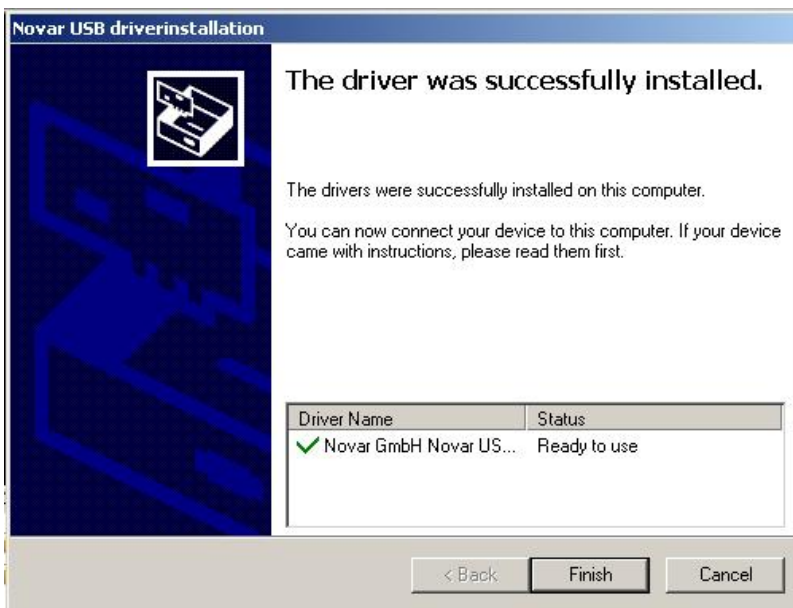 Novar USB driverinstallation
The driver was successfully installed.
The drivers were successfully installed on this computer.
You can now connect your device to this computer. If your device
came with instructions, please read them first.
Driver Name Status
Novar GmbH Novar US... Ready to use
< Back Finish Cancel